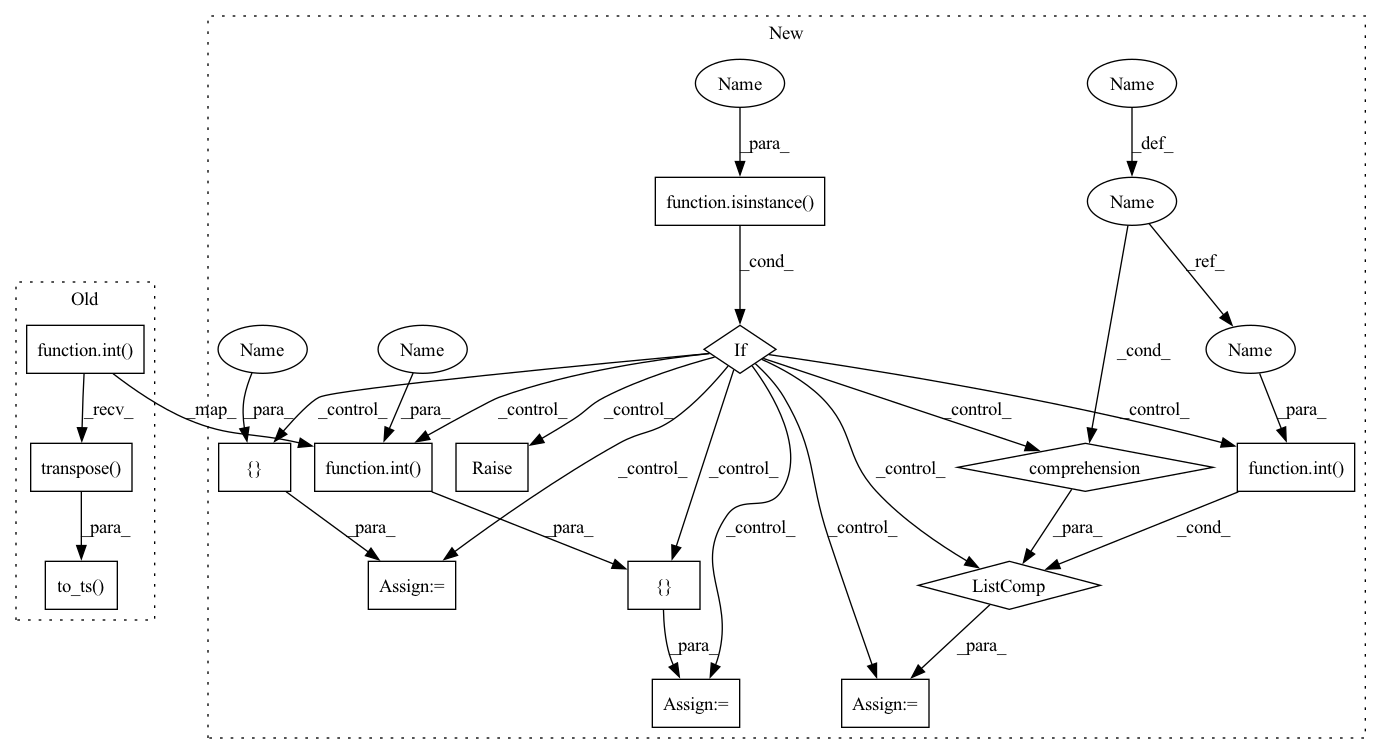 New
Name
Name
_para_
_def_
function.isinstance()
Name
_cond_
_ref_
Old
function.int()
Name
Name
If
Name
_cond_
_recv_
_map_
_para_
_control_
_para_
_control_
_control_
_control_
_control_
_para_
transpose()
{}
function.int()
Raise
comprehension
function.int()
_para_
_para_
_control_
_para_
_control_
_control_
_control_
_control_
_para_
_cond_
to_ts()
Assign:=
{}
ListComp
_para_
_para_
Assign:=
Assign:=